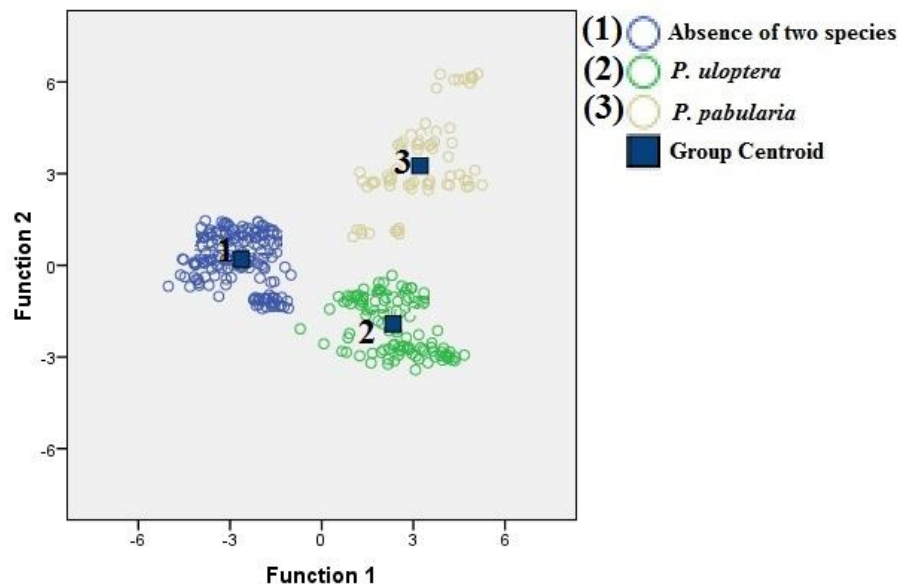 (1) Absence of two species
(2) P. uloptera
(3) P. pabularia
Group Centroid
Function 2
6
3
0
-3
-6
3
1
2
-6
-3
0
3
6
Function 1